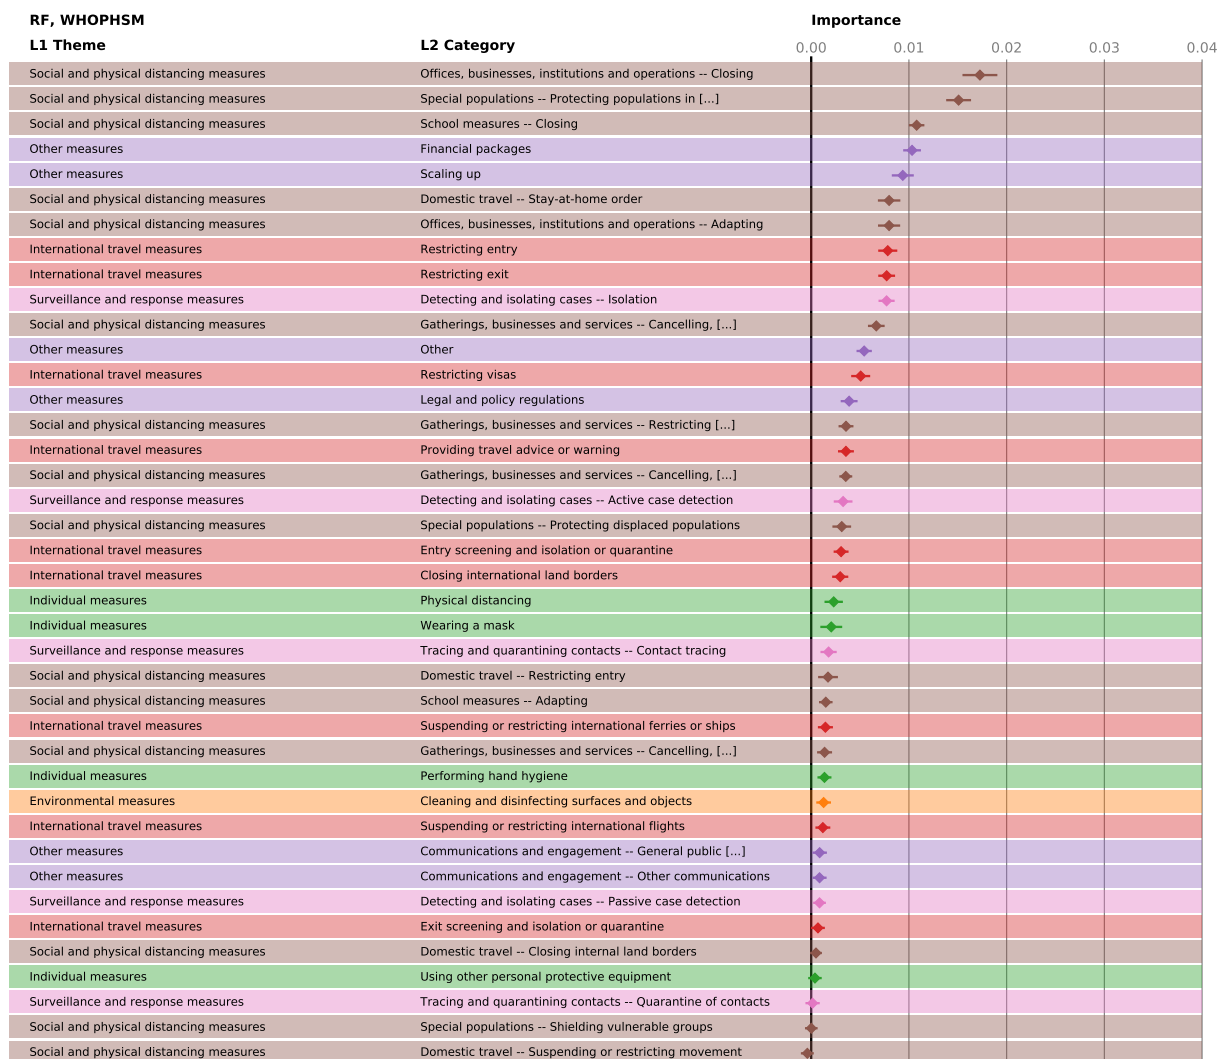 RF, WHOPHSM Importance
L1 Theme L2 Category 0.00 0.01 0.02 0.03 0.04
Social and physical distancing measures Offices, businesses, institutions and operations -- Closing
Social and physical distancing measures Special populations -- Protecting populations in [...]
Social and physical distancing measures School measures -- Closing
Other measures Financial packages
Other measures Scaling up
Social and physical distancing measures Domestic travel -- Stay-at-home order
Social and physical distancing measures Offices, businesses, institutions and operations -- Adapting
International travel measures Restricting entry
International travel measures Restricting exit
Surveillance and response measures Detecting and isolating cases -- Isolation
Social and physical distancing measures Gatherings, businesses and services -- Cancelling, [...]
Other measures Other
International travel measures Restricting visas
Other measures Legal and policy regulations
Social and physical distancing measures Gatherings, businesses and services -- Restricting [...]
International travel measures Providing travel advice or warning
Social and physical distancing measures Gatherings, businesses and services -- Cancelling, [...]
Surveillance and response measures Detecting and isolating cases -- Active case detection
Social and physical distancing measures Special populations -- Protecting displaced populations
International travel measures Entry screening and isolation or quarantine
International travel measures Closing international land borders
Individual measures Physical distancing
Individual measures Wearing a mask
Surveillance and response measures Tracing and quarantining contacts -- Contact tracing
Social and physical distancing measures Domestic travel -- Restricting entry
Social and physical distancing measures School measures -- Adapting
International travel measures Suspending or restricting international ferries or ships
Social and physical distancing measures Gatherings, businesses and services -- Cancelling, [...]
Individual measures Performing hand hygiene
Environmental measures Cleaning and disinfecting surfaces and objects
International travel measures Suspending or restricting international flights
Other measures Communications and engagement -- General public [...]
Other measures Communications and engagement -- Other communications
Surveillance and response measures Detecting and isolating cases -- Passive case detection
International travel measures Exit screening and isolation or quarantine
Social and physical distancing measures Domestic travel -- Closing internal land borders
Individual measures Using other personal protective equipment
Surveillance and response measures Tracing and quarantining contacts -- Quarantine of contacts
Social and physical distancing measures Special populations -- Shielding vulnerable groups
Social and physical distancing measures Domestic travel -- Suspending or restricting movement